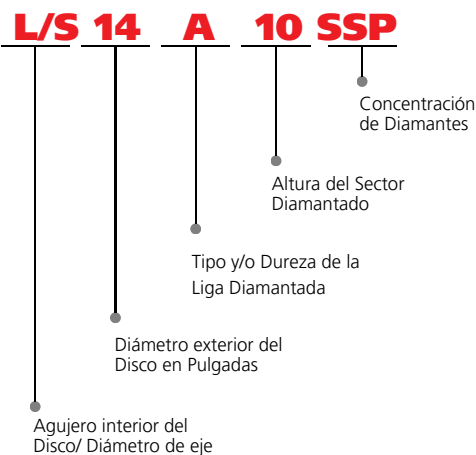 L/S 14 A 10 SSP
Concentración
de Diamantes
Altura del Sector
Diamantado
Tipo y/o Dureza de la
Liga Diamantada
Diámetro exterior del
Disco en Pulgadas
Agujero interior del
Disco/ Diámetro de eje